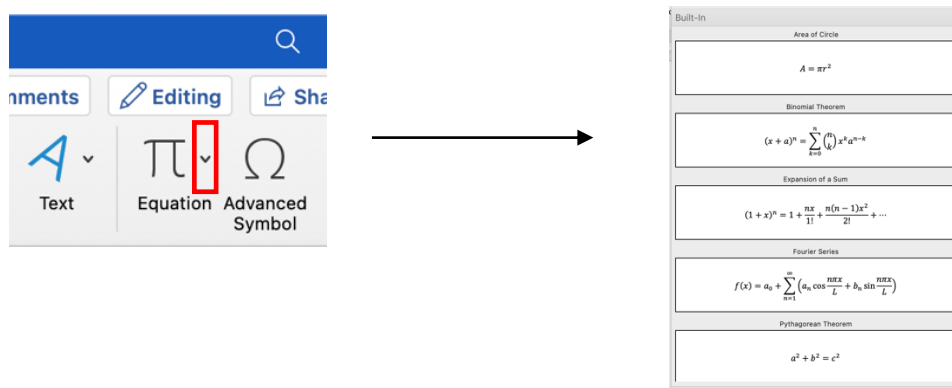 mments
Editing
Sha
Text
Equation
Advanced
Symbol
Built-In
Area of Circle
A = πr²
Binomial Theorem
(x + a)ⁿ = ∑ₖ₌₀ⁿ (n k) xᵏaⁿ⁻ᵏ
Expansion of a Sum
(1 + x)ⁿ = 1 + nx/1! + n(n − 1)x²/2! + ⋯
Fourier Series
f(x) = a₀ + ∑ₙ₌₁^∞ (aₙ cos nπx/L + bₙ sin nπx/L)
Pythagorean Theorem
a² + b² = c²